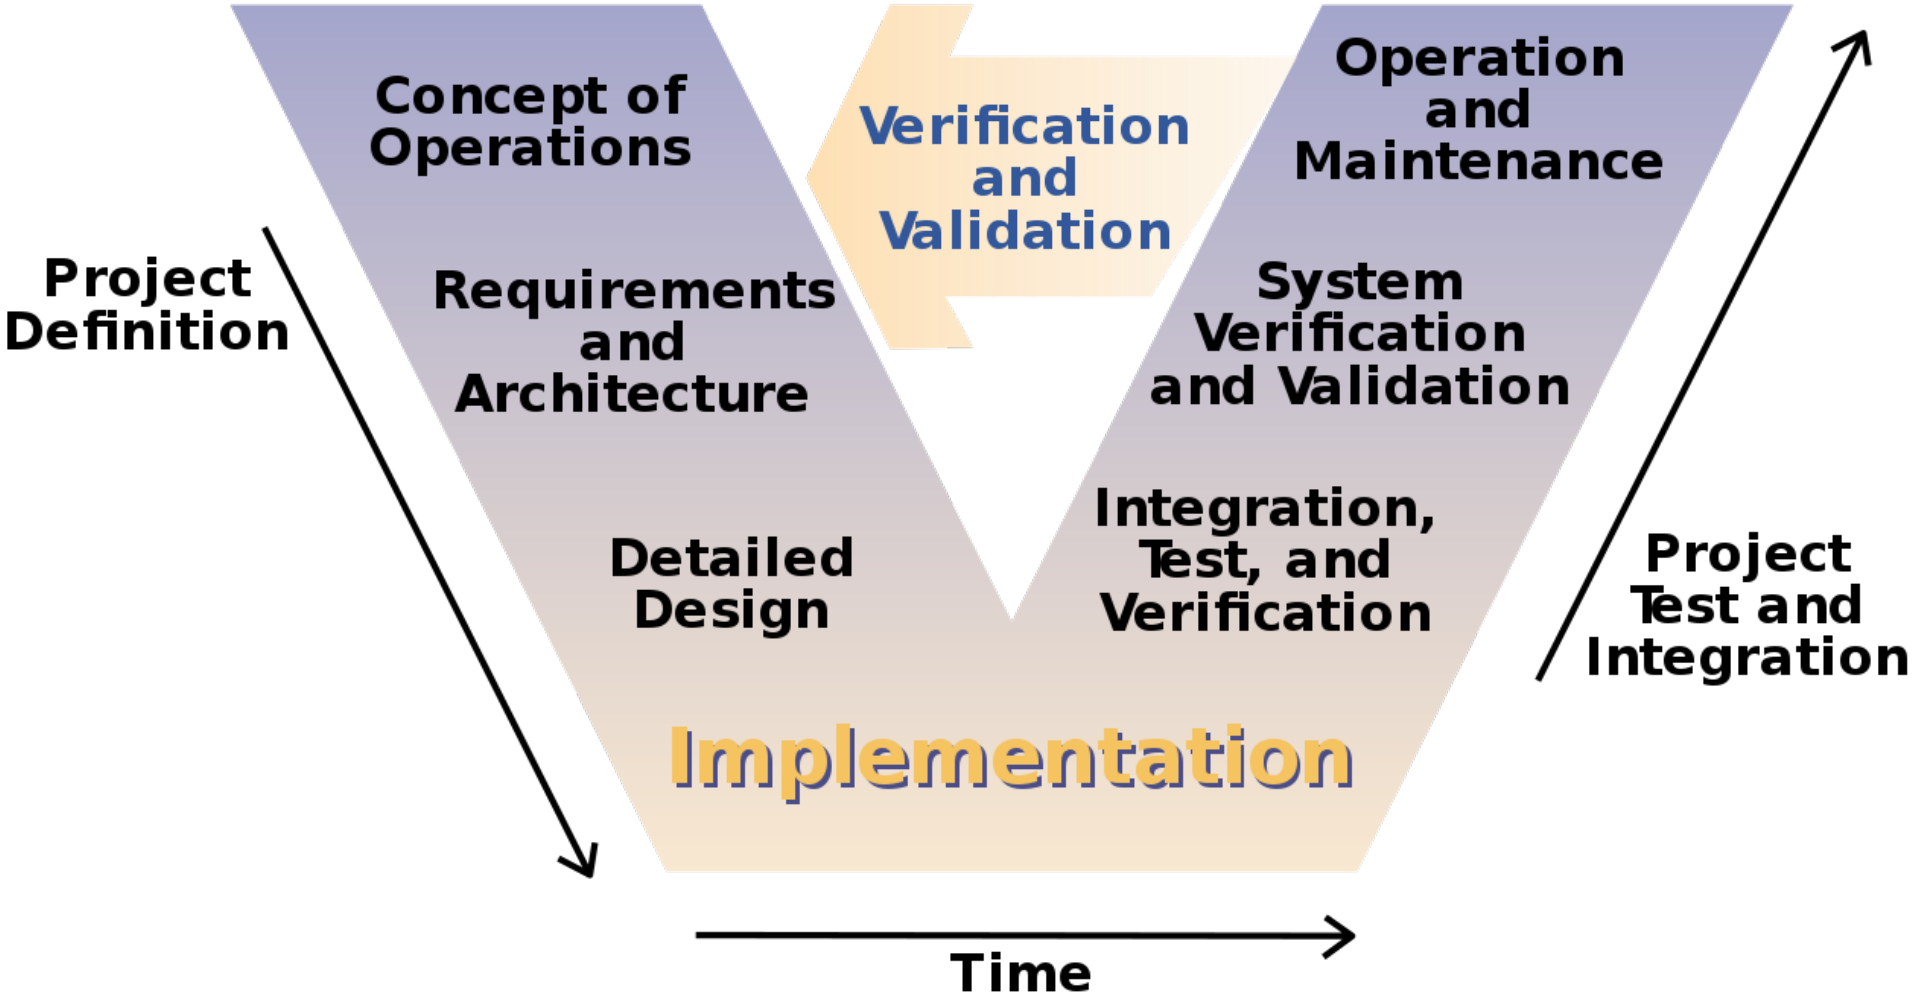 Concept of
Operations
Verification
and
Validation
Operation
and
Maintenance
Project
Definition
Requirements
and
Architecture
System
Verification
and Validation
Detailed
Design
Integration,
Test, and
Verification
Project
Test and
Integration
Implementation
Time